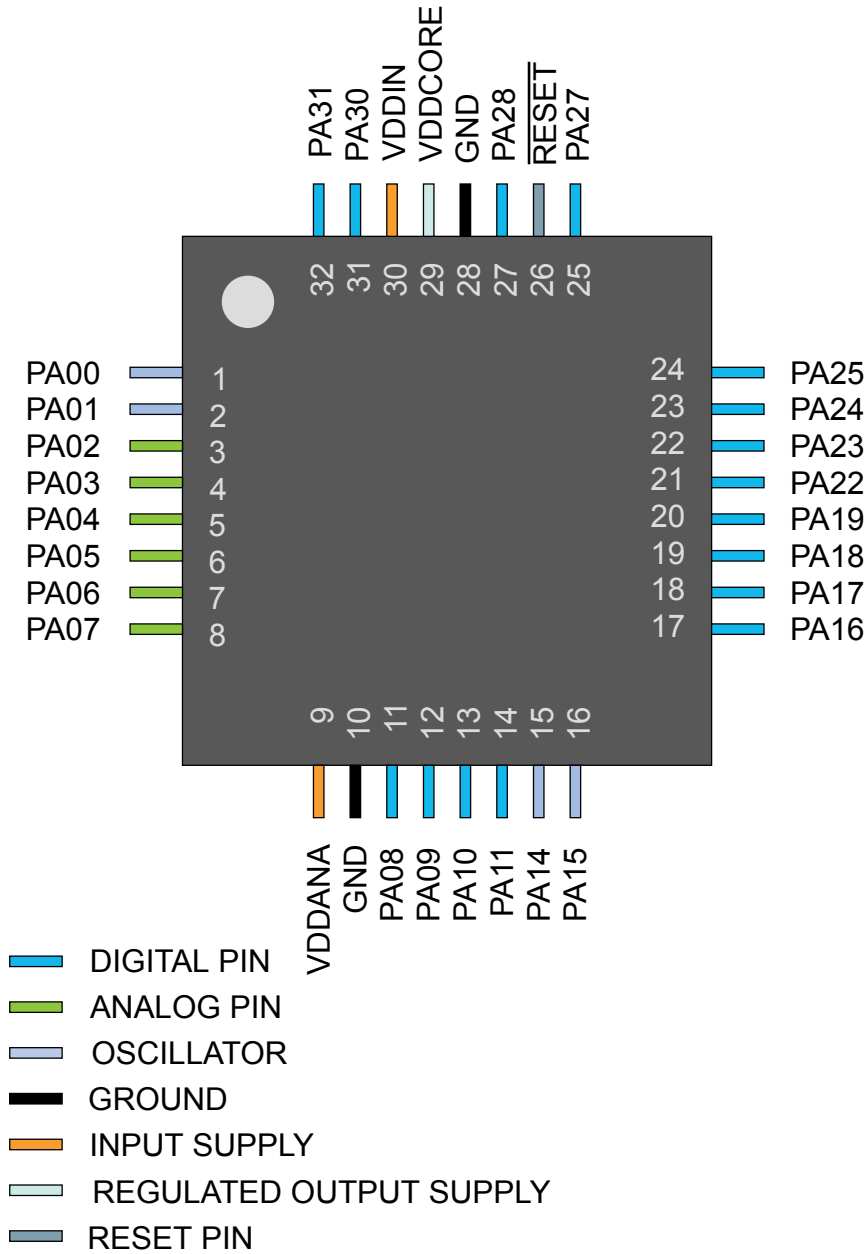 PA31
PA30
VDDIN
VDDCORE
GND
PA28
RESET
PA27
32
31
30
29
28
27
26
25
PA00 1
PA01 2
PA02 3
PA03 4
PA04 5
PA05 6
PA06 7
PA07 8
24 PA25
23 PA24
22 PA23
21 PA22
20 PA19
19 PA18
18 PA17
17 PA16
9
10
11
12
13
14
15
16
VDDANA
GND
PA08
PA09
PA10
PA11
PA14
PA15
DIGITAL PIN
ANALOG PIN
OSCILLATOR
GROUND
INPUT SUPPLY
REGULATED OUTPUT SUPPLY
RESET PIN